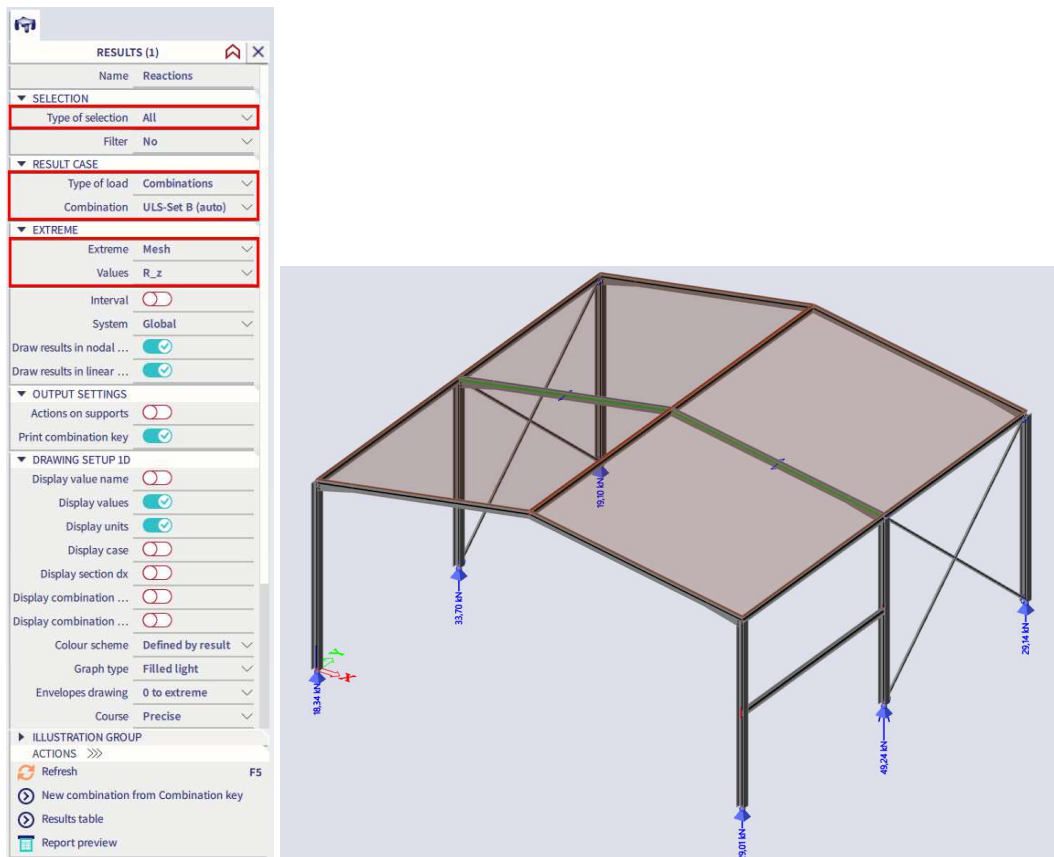 RESULTS (1)
Name Reactions
SELECTION
Type of selection All
Filter No
RESULT CASE
Type of load Combinations
Combination ULS-Set B (auto)
EXTREME
Extreme Mesh
Values R_z
Interval
System Global
Draw results in nodal ...
Draw results in linear ...
OUTPUT SETTINGS
Actions on supports
Print combination key
DRAWING SETUP 1D
Display value name
Display values
Display units
Display case
Display section dx
Display combination ...
Display combination ...
Colour scheme Defined by result
Graph type Filled light
Envelopes drawing 0 to extreme
Course Precise
ILLUSTRATION GROUP
ACTIONS >>>
Refresh F5
New combination from Combination key
Results table
Report preview
19,10 kN
33,70 kN
29,14 kN
Y
X
18,34 kN
49,24 kN